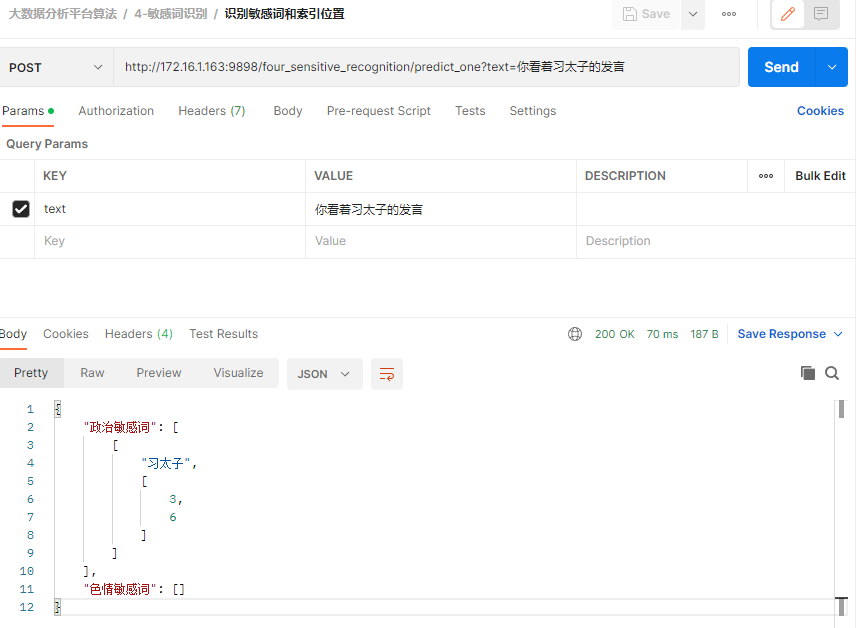 大数据分析平台算法 / 4-敏感词识别 / 识别敏感词和索引位置 Save
POST http://172.16.1.163:9898/four_sensitive_recognition/predict_one?text=你看着习太子的发言 Send
Params Authorization Headers (7) Body Pre-request Script Tests Settings Cookies
Query Params
KEY VALUE DESCRIPTION Bulk Edit
text 你看着习太子的发言
Key Value Description
Body Cookies Headers (4) Test Results 200 OK 70 ms 187 B Save Response
Pretty Raw Preview Visualize JSON
1 {
2 "政治敏感词": [
3 [
4 "习太子",
5 [
6 3,
7 6
8 ]
9 ]
10 ],
11 "色情敏感词": []
12 }